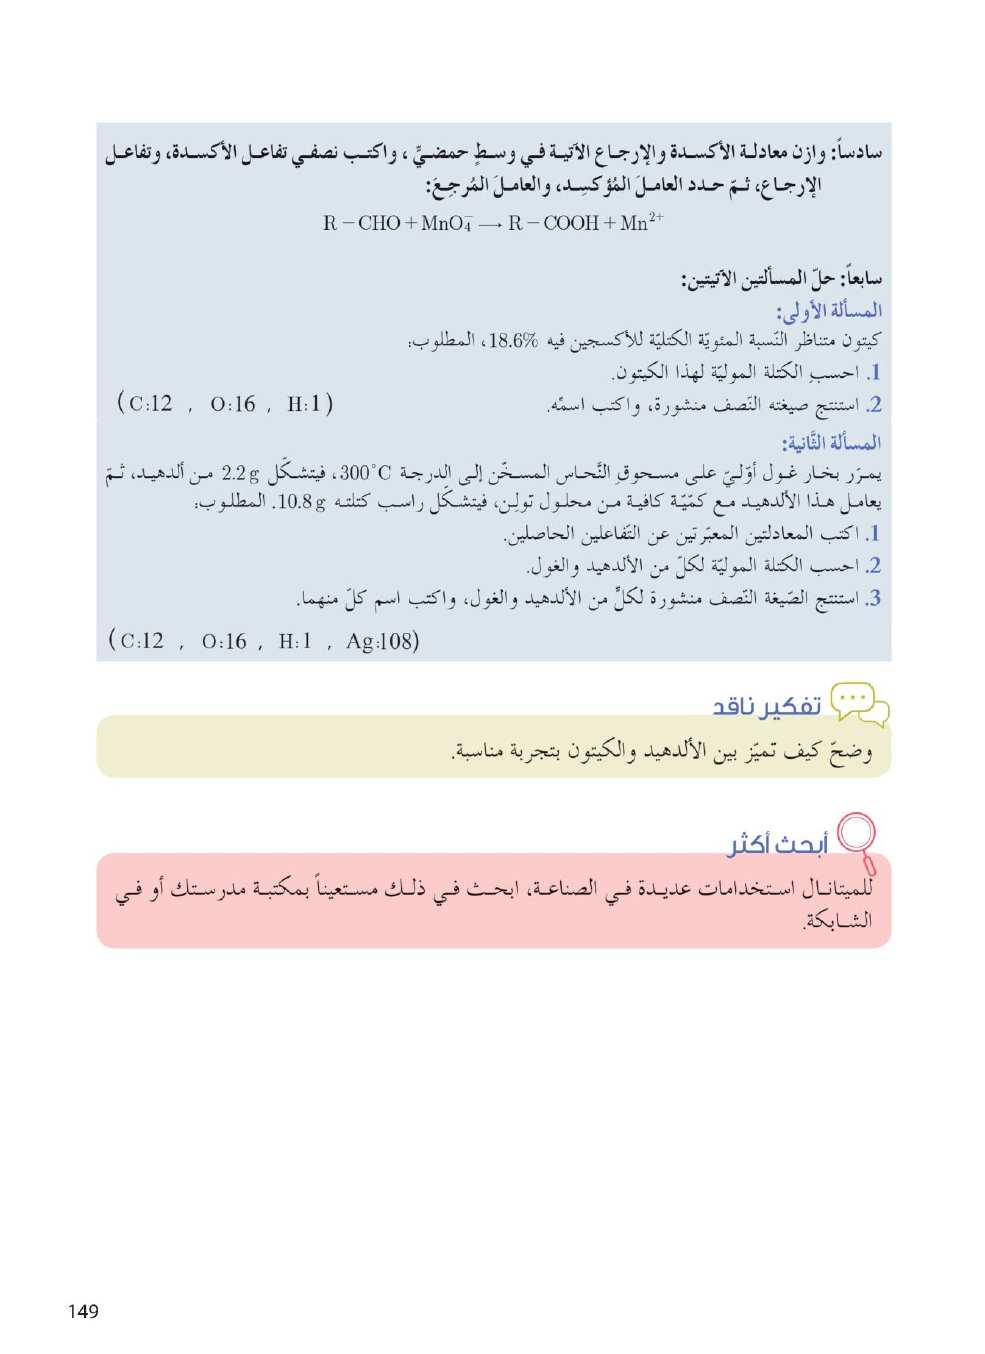 سادساً: وازن معادلة الأكسدة والإرجاع الآتية في وسطٍ حمضيٍّ ، واكتب نصفي تفاعل الأكسدة، وتفاعل
الإرجاع، ثمّ حدد العاملَ المُؤكسِد، والعاملَ المُرجِعَ:
R – CHO + MnO₄⁻ ⟶ R – COOH + Mn²⁺
سابعاً: حلّ المسألتين الآتيتين:
المسألة الأولى:
كيتون متناظر النّسبة المئويّة الكتليّة للأكسجين فيه 18.6%، المطلوب:
1. احسبِ الكتلة الموليّة لهذا الكيتون.
2. استنتج صيغته النّصف منشورة، واكتب اسمَه. (C:12 , O:16 , H:1)
المسألة الثَّانية:
يمرّر بخار غول أوّليّ على مسحوقِ النُّحاس المسخّن إلى الدرجة 300°C، فيتشكّل 2.2 g من ألدهيد، ثمّ
يعامل هذا الألدهيد مع كمّيّة كافية من محلول تولِن، فيتشكّل راسب كتلته 10.8 g. المطلوب:
1. اكتب المعادلتين المعبّرتين عن التّفاعلين الحاصلين.
2. احسب الكتلة الموليّة لكلّ من الألدهيد والغول.
3. استنتج الصّيغة النّصف منشورة لكلٍّ من الألدهيد والغول، واكتب اسم كلّ منهما.
(C:12 , O:16 , H:1 , Ag:108)
تفكير ناقد
وضحّ كيف تميّز بين الألدهيد والكيتون بتجربة مناسبة.
أبحث أكثر
للميتانال استخدامات عديدة في الصناعة، ابحث في ذلك مستعيناً بمكتبة مدرستك أو في
الشابكة.
149